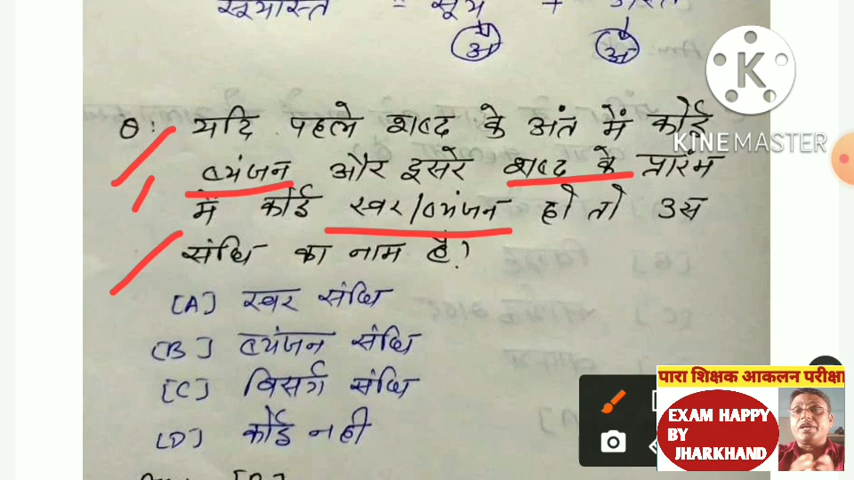 सूर्यास्त = सूर्य + अस्त
अ अ
Q: यदि पहले शब्द के अंत में कोई
व्यंजन और दूसरे शब्द के प्रारंभ
में कोई स्वर/व्यंजन हो तो उस
संधि का नाम है?
[A] स्वर संधि
[B] व्यंजन संधि
[C] विसर्ग संधि
[D] कोई नही
K
KINEMASTER
पारा शिक्षक आकलन परीक्षा
EXAM HAPPY
BY
JHARKHAND